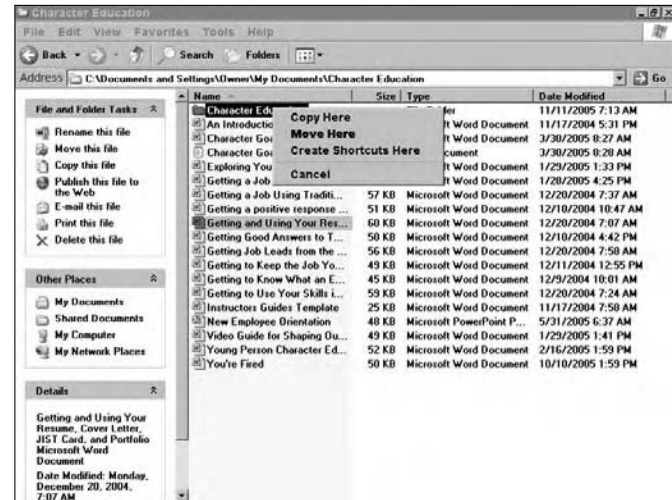 Character Education
File Edit View Favorites Tools Help
Back Search Folders
Address C:\Documents and Settings\Owner\My Documents\Character Education Go
File and Folder Tasks
Rename this file
Move this file
Copy this file
Publish this file to
the Web
E-mail this file
Print this file
Delete this file
Other Places
My Documents
Shared Documents
My Computer
My Network Places
Details
Getting and Using Your
Resume, Cover Letter,
JIST Card, and Portfolio
Microsoft Word
Document
Date Modified: Monday,
December 20, 2004,
7:07 AM
Name Size Type Date Modified
Character Edu 11/11/2005 7:13 AM
An Introductio ft Word Document 11/17/2004 5:31 PM
Character Goa ft Word Document 3/30/2005 8:27 AM
Character Goa cument 3/30/2005 8:28 AM
Exploring You ft Word Document 1/29/2005 1:33 PM
Getting a Job ft Word Document 1/28/2005 4:25 PM
Getting a Job Using Traditi... 57 KB Microsoft Word Document 12/20/2004 7:37 AM
Getting a positive response ... 51 KB Microsoft Word Document 12/10/2004 10:47 AM
Getting and Using Your Res... 60 KB Microsoft Word Document 12/20/2004 7:07 AM
Getting Good Answers to T... 50 KB Microsoft Word Document 12/10/2004 4:42 PM
Getting Job Leads from the ... 56 KB Microsoft Word Document 12/20/2004 7:50 AM
Getting to Keep the Job Yo... 49 KB Microsoft Word Document 12/11/2004 12:55 PM
Getting to Know What an E... 45 KB Microsoft Word Document 12/9/2004 10:01 AM
Getting to Use Your Skills i... 59 KB Microsoft Word Document 12/20/2004 7:24 AM
Instructors Guides Template 25 KB Microsoft Word Document 11/17/2004 7:58 AM
New Employee Orientation 48 KB Microsoft PowerPoint P... 5/31/2005 6:37 AM
Video Guide for Shaping Ou... 49 KB Microsoft Word Document 1/29/2005 1:41 PM
Young Person Character Ed... 52 KB Microsoft Word Document 2/16/2005 1:59 PM
You're Fired 50 KB Microsoft Word Document 10/10/2005 1:59 PM
Copy Here
Move Here
Create Shortcuts Here
Cancel